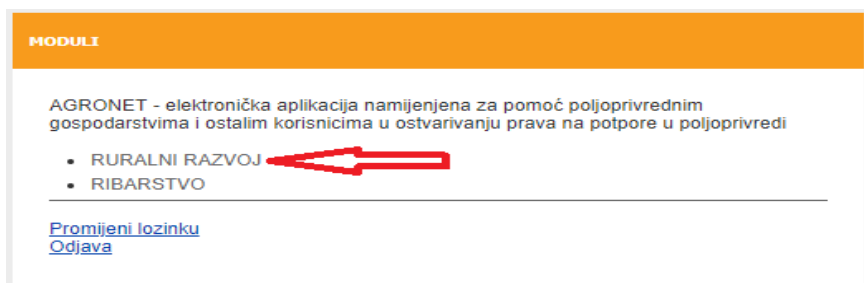 MODULI
AGRONET - elektronička aplikacija namijenjena za pomoć poljoprivrednim
gospodarstvima i ostalim korisnicima u ostvarivanju prava na potpore u poljoprivredi
• RURALNI RAZVOJ
• RIBARSTVO
Promijeni lozinku
Odjava